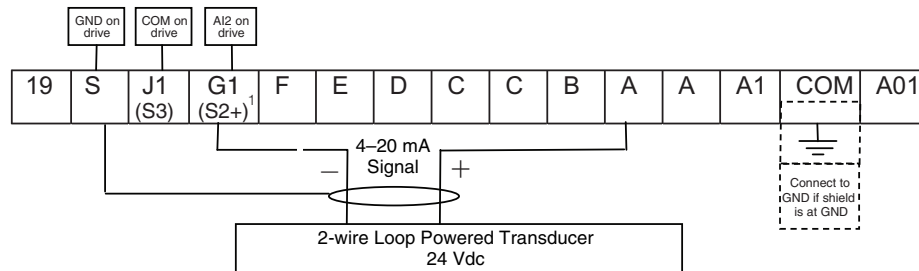 GND on
drive
COM on
drive
AI2 on
drive
19 S J1 G1 F E D C C B A A A1 COM A01
(S3) (S2+)1
4–20 mA
Signal
– +
Connect to
GND if shield
is at GND
2-wire Loop Powered Transducer
24 Vdc